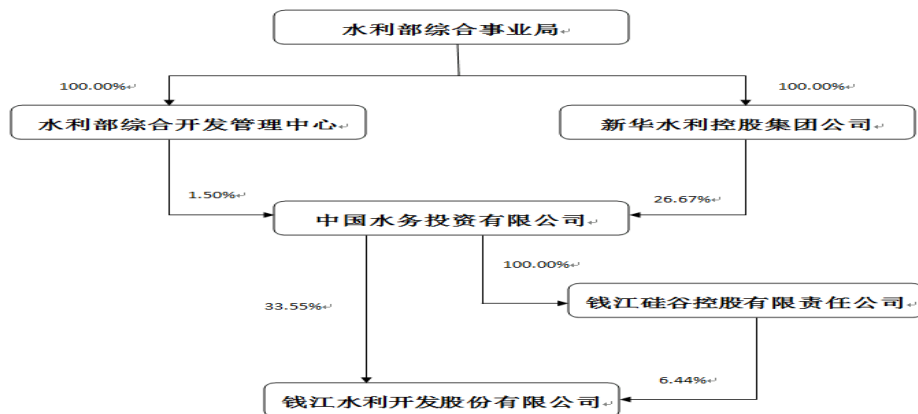 水利部综合事业局
100.00%
100.00%
水利部综合开发管理中心
新华水利控股集团公司
1.50%
26.67%
中国水务投资有限公司
100.00%
33.55%
钱江硅谷控股有限责任公司
6.44%
钱江水利开发股份有限公司